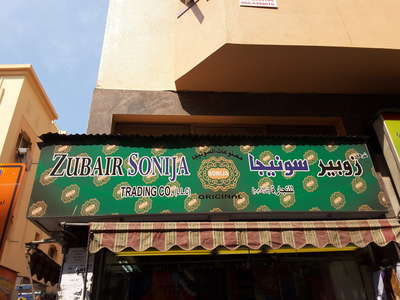 ZUBAIR SONIJA
TRADING CO. (L.L.C)
SONIJA
ORIGINAL
زوبير سونيجا
للتجارة